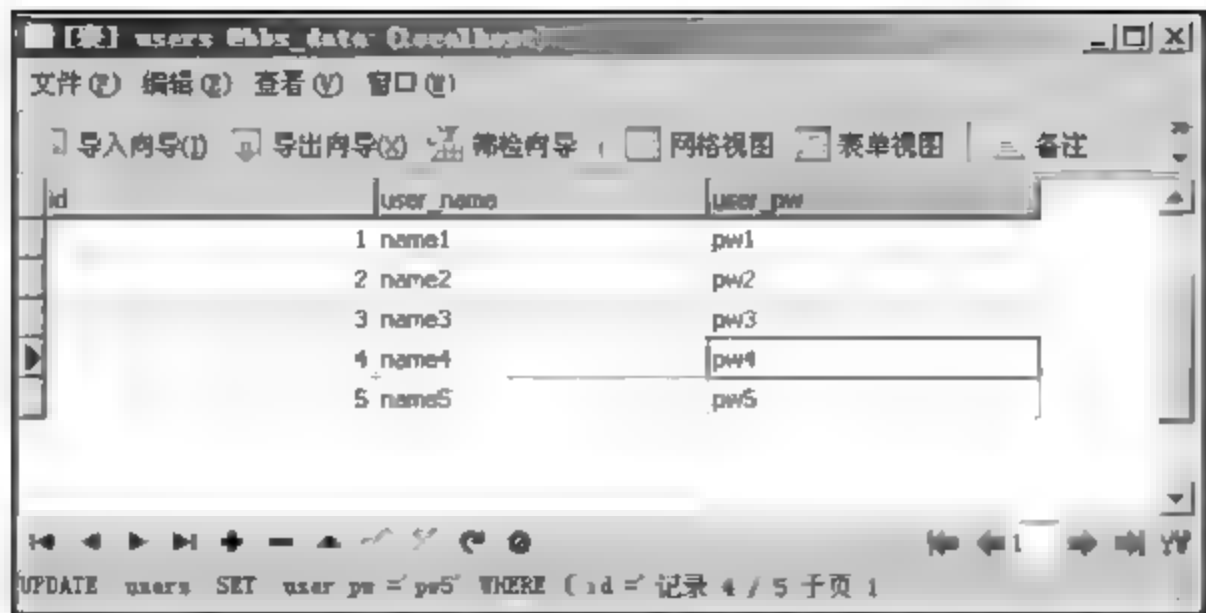 [表] users @bbs_data (localhost)
文件(F) 编辑(E) 查看(V) 窗口(W)
导入向导(I) 导出向导(X) 筛检向导 网格视图 表单视图 备注
id user_name user_pw
1 name1 pw1
2 name2 pw2
3 name3 pw3
4 name4 pw4
5 name5 pw5
1
UPDATE users SET user_pw='pw5' WHERE (id=' 记录 4 / 5 于页 1